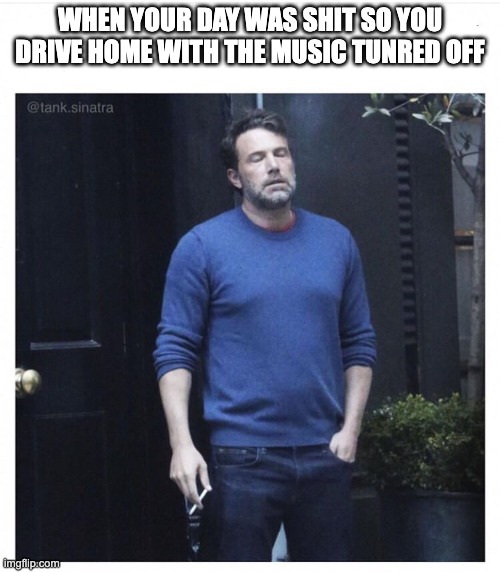 WHEN YOUR DAY WAS SHIT SO YOU
DRIVE HOME WITH THE MUSIC TUNRED OFF
@tank.sinatra
imgflip.com